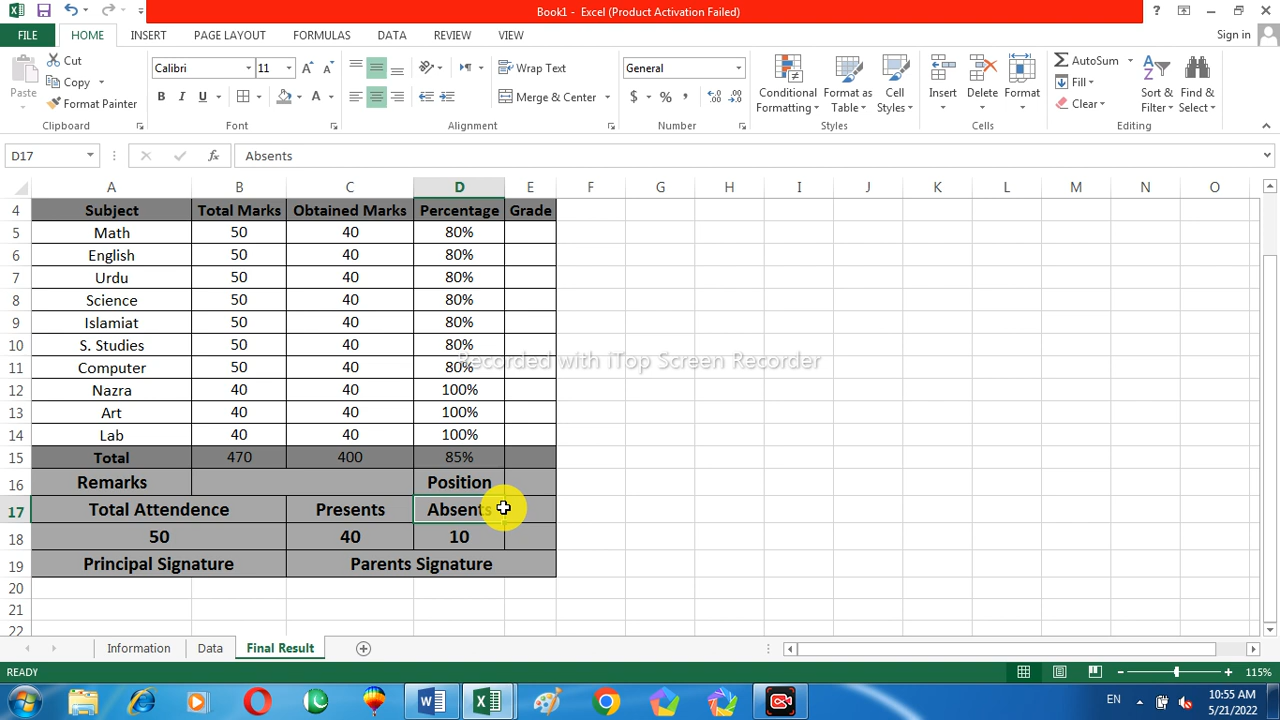 Book1 - Excel (Product Activation Failed)
FILE HOME INSERT PAGE LAYOUT FORMULAS DATA REVIEW VIEW Sign in
Cut
Copy
Format Painter
Paste
Clipboard
Calibri 11
B I U
Font
Wrap Text
Merge & Center
Alignment
General
$ % ,
Number
Conditional Formatting
Format as Table
Cell Styles
Styles
Insert Delete Format
Cells
AutoSum
Fill
Clear
Sort & Filter
Find & Select
Editing
D17 fx Absents
A B C D E F G H I J K L M N O
4 Subject Total Marks Obtained Marks Percentage Grade
5 Math 50 40 80%
6 English 50 40 80%
7 Urdu 50 40 80%
8 Science 50 40 80%
9 Islamiat 50 40 80%
10 S. Studies 50 40 80%
11 Computer 50 40 80%
Recorded with iTop Screen Recorder
12 Nazra 40 40 100%
13 Art 40 40 100%
14 Lab 40 40 100%
15 Total 470 400 85%
16 Remarks Position
17 Total Attendence Presents Absents
18 50 40 10
19 Principal Signature Parents Signature
20
21
22
Information Data Final Result
READY 115%
EN 10:55 AM
5/21/2022